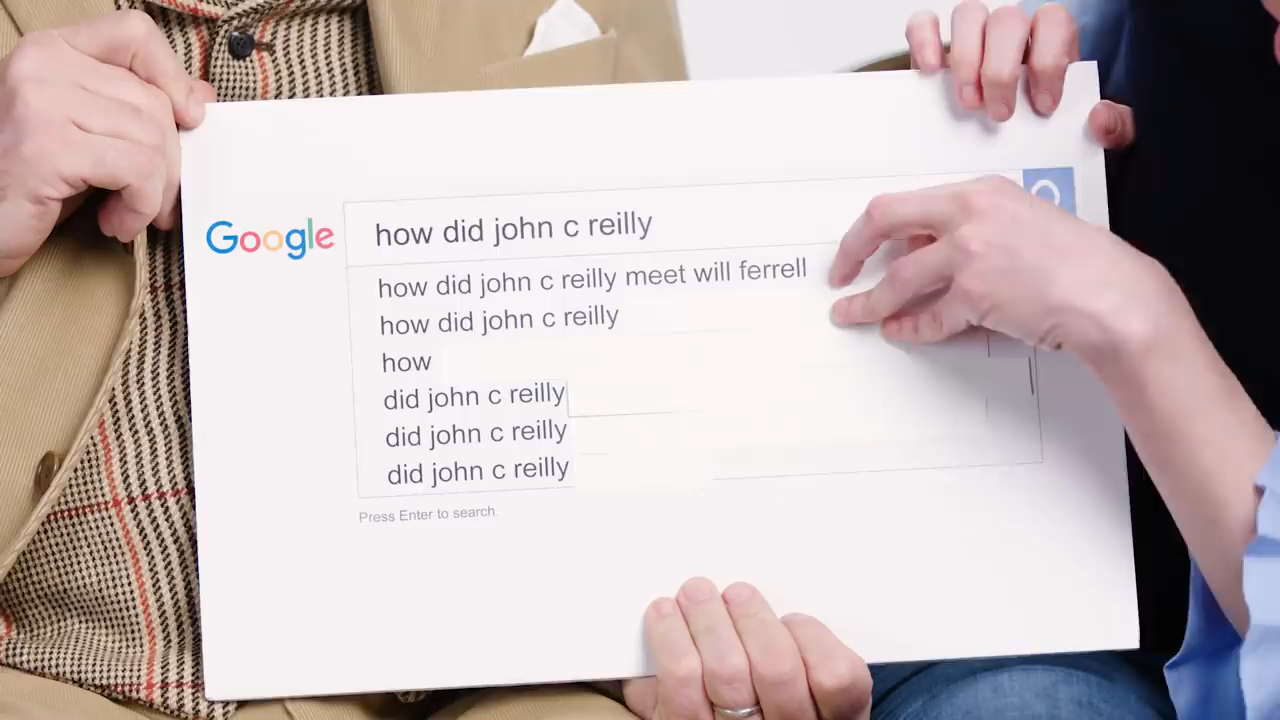 Google
how did john c reilly
how did john c reilly meet will ferrell
how did john c reilly
how
did john c reilly
did john c reilly
did john c reilly
Press Enter to search.